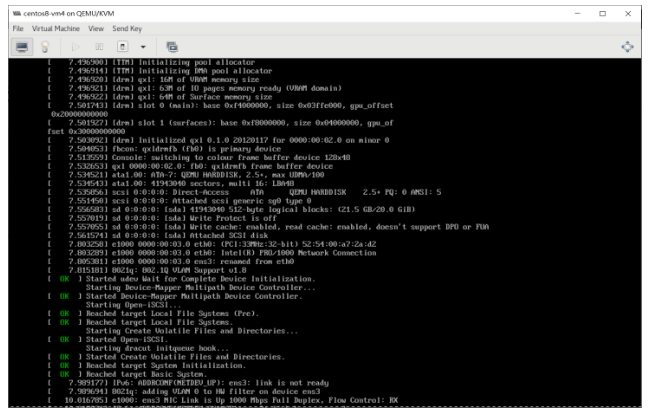 centos8-vm4 on QEMU/KVM
File Virtual Machine View Send Key
[ 7.496900] [TTM] Initializing pool allocator
[ 7.496914] [TTM] Initializing DMA pool allocator
[ 7.496920] [drm] qxl: 16M of VRAM memory size
[ 7.496921] [drm] qxl: 63M of IO pages memory ready (VRAM domain)
[ 7.496922] [drm] qxl: 64M of Surface memory size
[ 7.501743] [drm] slot 0 (main): base 0xf4000000, size 0x03ffe000, gpu_offset
0x20000000000
[ 7.501927] [drm] slot 1 (surfaces): base 0xf8000000, size 0x04000000, gpu_of
fset 0x30000000000
[ 7.503092] [drm] Initialized qxl 0.1.0 20120117 for 0000:00:02.0 on minor 0
[ 7.504853] fbcon: qxldrmfb (fb0) is primary device
[ 7.513559] Console: switching to colour frame buffer device 128x48
[ 7.532653] qxl 0000:00:02.0: fb0: qxldrmfb frame buffer device
[ 7.534521] ata1.00: ATA-7: QEMU HARDDISK, 2.5+, max UDMA/100
[ 7.534543] ata1.00: 41943040 sectors, multi 16: LBA48
[ 7.535856] scsi 0:0:0:0: Direct-Access ATA QEMU HARDDISK 2.5+ PQ: 0 ANSI: 5
[ 7.551450] scsi 0:0:0:0: Attached scsi generic sg0 type 0
[ 7.556583] sd 0:0:0:0: [sda] 41943040 512-byte logical blocks: (21.5 GB/20.0 GiB)
[ 7.557019] sd 0:0:0:0: [sda] Write Protect is off
[ 7.557055] sd 0:0:0:0: [sda] Write cache: enabled, read cache: enabled, doesn't support DPO or FUA
[ 7.561574] sd 0:0:0:0: [sda] Attached SCSI disk
[ 7.803258] e1000 0000:00:03.0 eth0: (PCI:33MHz:32-bit) 52:54:00:a7:2a:d2
[ 7.803289] e1000 0000:00:03.0 eth0: Intel(R) PRO/1000 Network Connection
[ 7.805381] e1000 0000:00:03.0 ens3: renamed from eth0
[ 7.815181] 8021q: 802.1Q VLAN Support v1.8
[ OK ] Started udev Wait for Complete Device Initialization.
Starting Device-Mapper Multipath Device Controller...
[ OK ] Started Device-Mapper Multipath Device Controller.
Starting Open-iSCSI...
[ OK ] Reached target Local File Systems (Pre).
[ OK ] Reached target Local File Systems.
Starting Create Volatile Files and Directories...
[ OK ] Started Open-iSCSI.
Starting dracut initqueue hook...
[ OK ] Started Create Volatile Files and Directories.
[ OK ] Reached target System Initialization.
[ OK ] Reached target Basic System.
[ 7.989177] IPv6: ADDRCONF(NETDEV_UP): ens3: link is not ready
[ 7.989694] 8021q: adding VLAN 0 to HW filter on device ens3
[ 10.016785] e1000: ens3 NIC Link is Up 1000 Mbps Full Duplex, Flow Control: RX